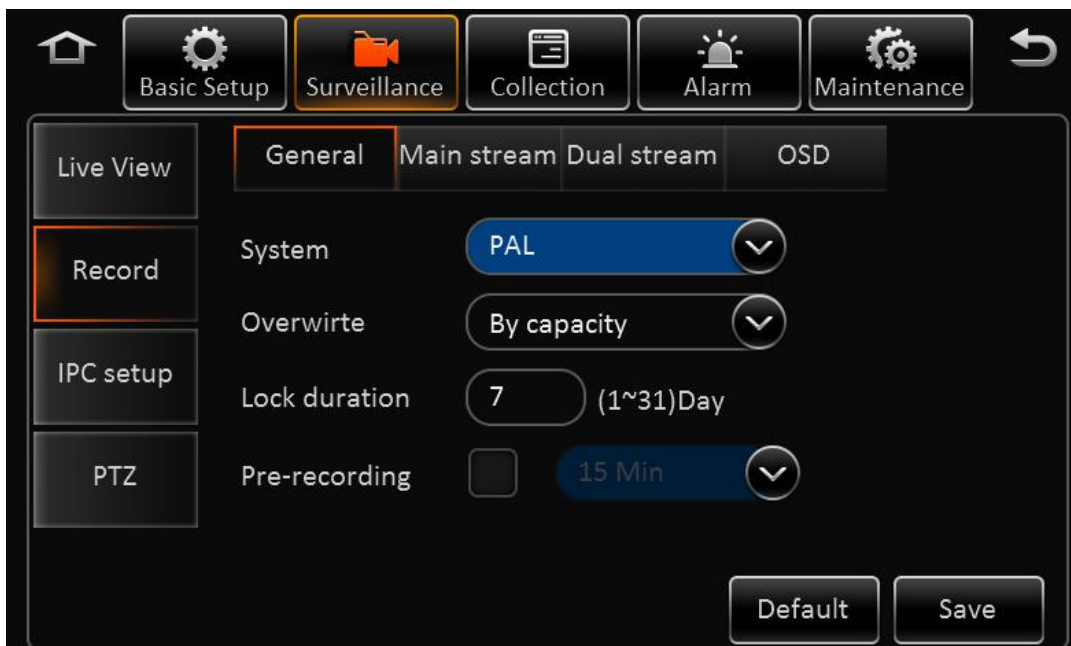 Basic Setup Surveillance Collection Alarm Maintenance
Live View
Record
IPC setup
PTZ
General Main stream Dual stream OSD
System PAL
Overwirte By capacity
Lock duration 7 (1~31)Day
Pre-recording 15 Min
Default Save